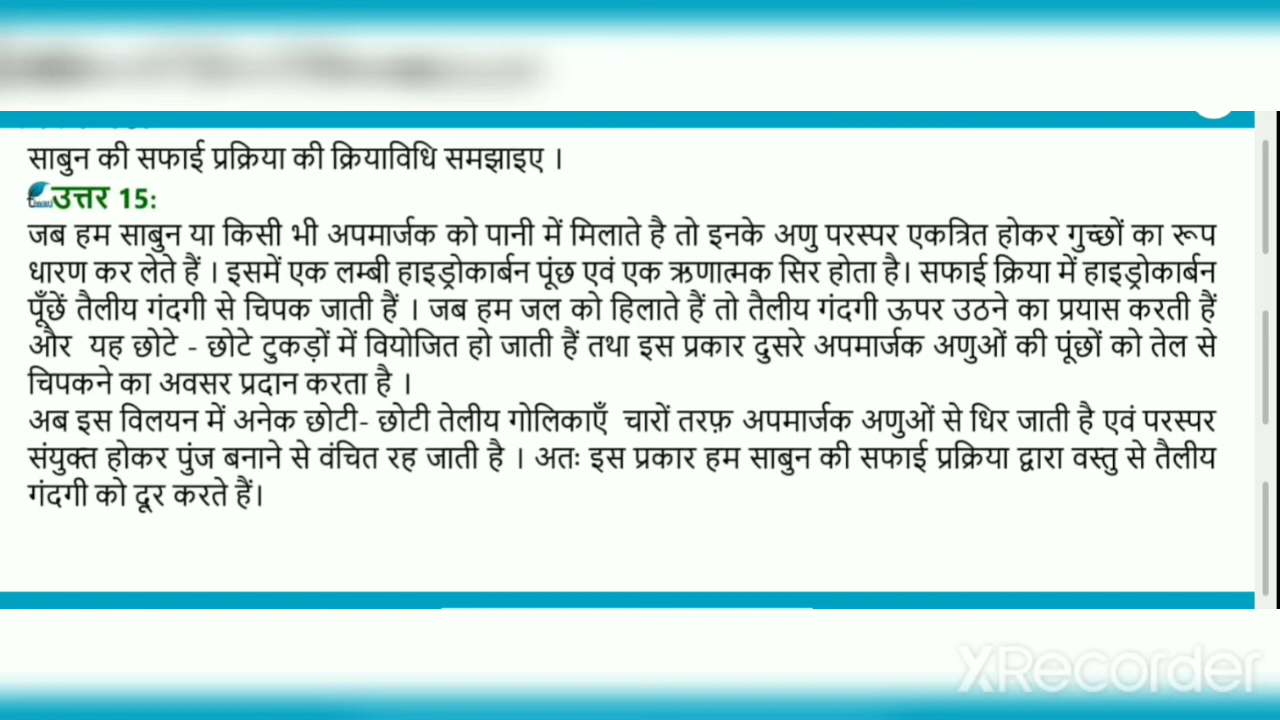 साबुन की सफाई प्रक्रिया की क्रियाविधि समझाइए ।
उत्तर 15:
जब हम साबुन या किसी भी अपमार्जक को पानी में मिलाते है तो इनके अणु परस्पर एकत्रित होकर गुच्छों का रूप
धारण कर लेते हैं । इसमें एक लम्बी हाइड्रोकार्बन पूंछ एवं एक ऋणात्मक सिर होता है। सफाई क्रिया में हाइड्रोकार्बन
पूँछें तैलीय गंदगी से चिपक जाती हैं । जब हम जल को हिलाते हैं तो तैलीय गंदगी ऊपर उठने का प्रयास करती हैं
और यह छोटे - छोटे टुकड़ों में वियोजित हो जाती हैं तथा इस प्रकार दुसरे अपमार्जक अणुओं की पूंछों को तेल से
चिपकने का अवसर प्रदान करता है ।
अब इस विलयन में अनेक छोटी- छोटी तेलीय गोलिकाएँ चारों तरफ़ अपमार्जक अणुओं से धिर जाती है एवं परस्पर
संयुक्त होकर पुंज बनाने से वंचित रह जाती है । अतः इस प्रकार हम साबुन की सफाई प्रक्रिया द्वारा वस्तु से तैलीय
गंदगी को दूर करते हैं।
XRecorder